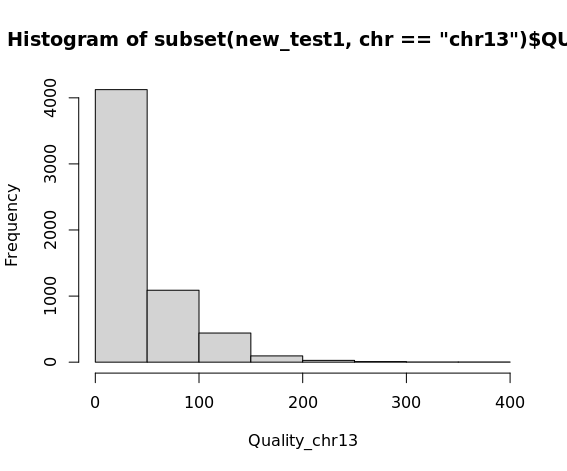 Histogram of subset(new_test1, chr == "chr13")$QU
Frequency
4000
3000
2000
1000
0
0 100 200 300 400
Quality_chr13